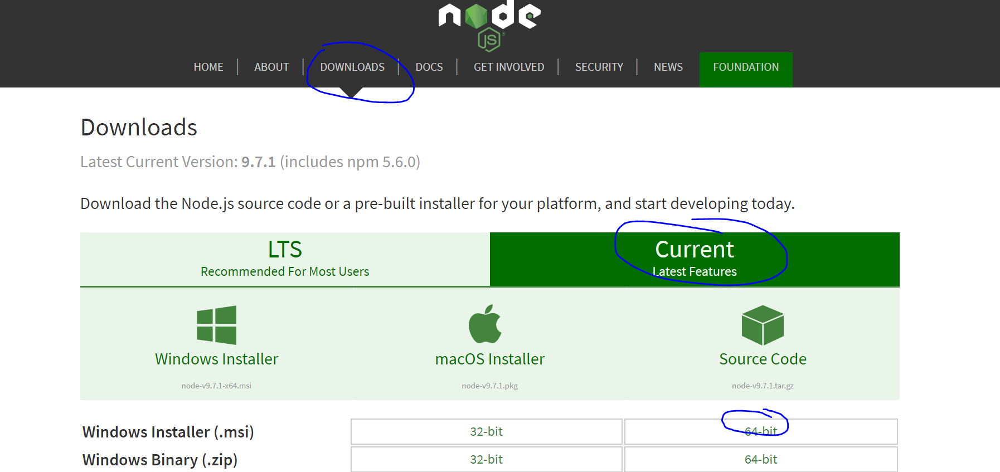 node
JS®
HOME | ABOUT | DOWNLOADS | DOCS | GET INVOLVED | SECURITY | NEWS FOUNDATION
Downloads
Latest Current Version: 9.7.1 (includes npm 5.6.0)
Download the Node.js source code or a pre-built installer for your platform, and start developing today.
LTS
Recommended For Most Users
Current
Latest Features
Windows Installer
node-v9.7.1-x64.msi
macOS Installer
node-v9.7.1.pkg
Source Code
node-v9.7.1.tar.gz
Windows Installer (.msi) 32-bit 64-bit
Windows Binary (.zip) 32-bit 64-bit